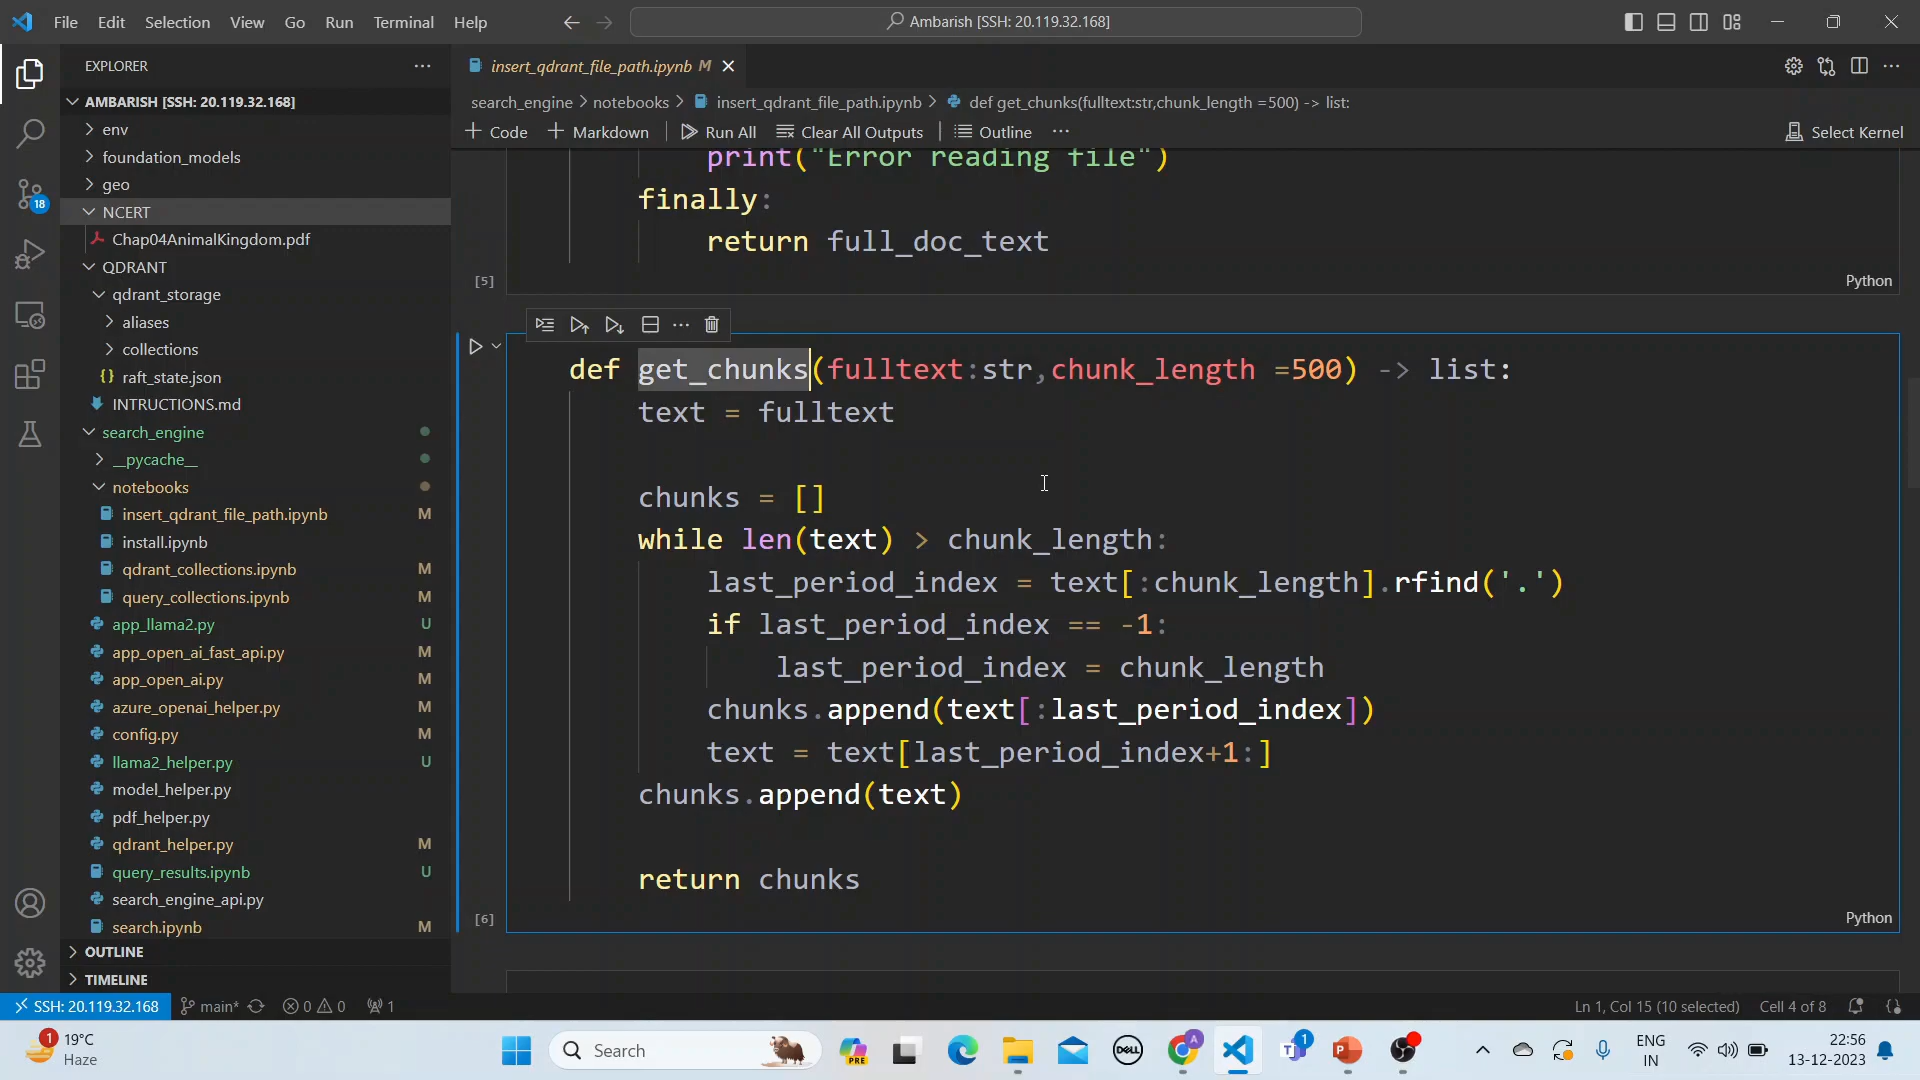 File Edit Selection View Go Run Terminal Help
Ambarish [SSH: 20.119.32.168]
EXPLORER
AMBARISH [SSH: 20.119.32.168]
env
foundation_models
geo
NCERT
Chap04AnimalKingdom.pdf
QDRANT
qdrant_storage
aliases
collections
raft_state.json
INTRUCTIONS.md
search_engine
__pycache__
notebooks
insert_qdrant_file_path.ipynb M
install.ipynb
qdrant_collections.ipynb M
query_collections.ipynb M
app_llama2.py U
app_open_ai_fast_api.py M
app_open_ai.py M
azure_openai_helper.py M
config.py M
llama2_helper.py U
model_helper.py
pdf_helper.py
qdrant_helper.py M
query_results.ipynb U
search_engine_api.py
search.ipynb M
OUTLINE
TIMELINE
18
insert_qdrant_file_path.ipynb M
search_engine > notebooks > insert_qdrant_file_path.ipynb > def get_chunks(fulltext:str,chunk_length =500) -> list:
+ Code + Markdown Run All Clear All Outputs Outline ... Select Kernel
print("Error reading file")
finally:
return full_doc_text
[5] Python
def get_chunks(fulltext:str,chunk_length =500) -> list:
text = fulltext
chunks = []
while len(text) > chunk_length:
last_period_index = text[:chunk_length].rfind('.')
if last_period_index == -1:
last_period_index = chunk_length
chunks.append(text[:last_period_index])
text = text[last_period_index+1:]
chunks.append(text)
return chunks
[6] Python
SSH: 20.119.32.168 main* 0 0 1 Ln 1, Col 15 (10 selected) Cell 4 of 8
1 19°C
Haze
Search
PRE
DELL
A
1
ENG
IN
22:56
13-12-2023